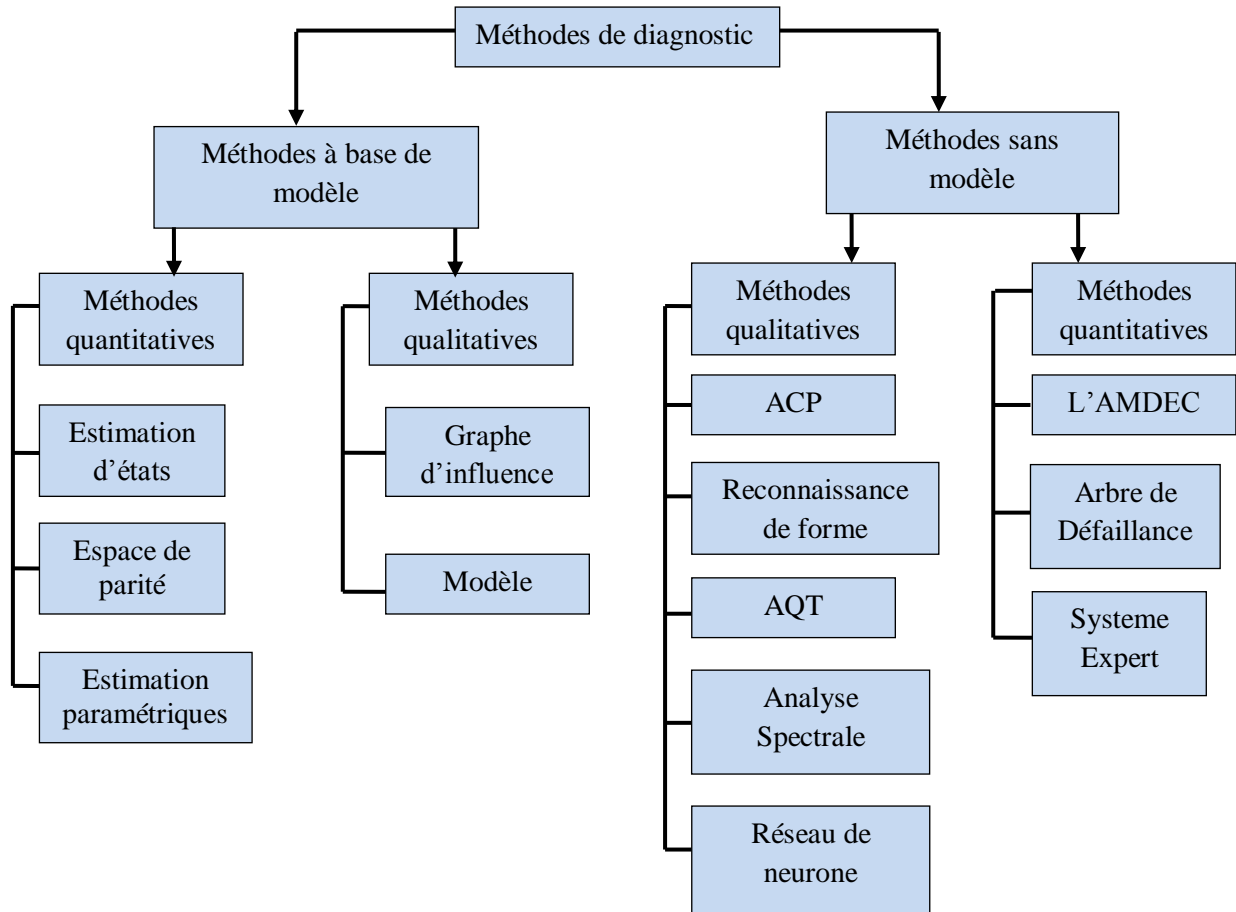 Méthodes de diagnostic
Méthodes à base de
modèle
Méthodes sans
modèle
Méthodes
quantitatives
Estimation
d’états
Espace de
parité
Estimation
paramétriques
Méthodes
qualitatives
Graphe
d’influence
Modèle
Méthodes
qualitatives
ACP
Reconnaissance
de forme
AQT
Analyse
Spectrale
Réseau de
neurone
Méthodes
quantitatives
L’AMDEC
Arbre de
Défaillance
Systeme
Expert